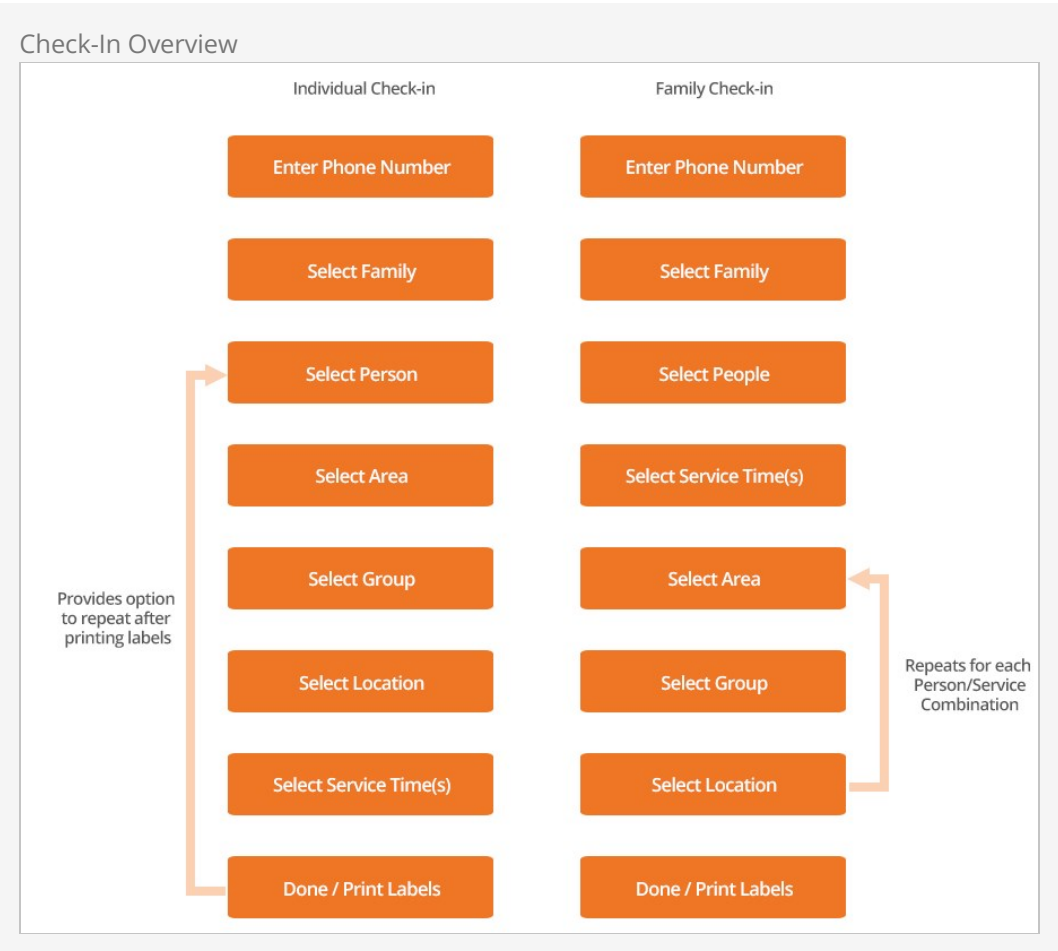 Check-In Overview
Individual Check-in
Family Check-in
Enter Phone Number
Enter Phone Number
Select Family
Select Family
Select Person
Select People
Select Area
Select Service Time(s)
Select Group
Select Area
Provides option
to repeat after
printing labels
Select Location
Select Group
Repeats for each
Person/Service
Combination
Select Service Time(s)
Select Location
Done / Print Labels
Done / Print Labels